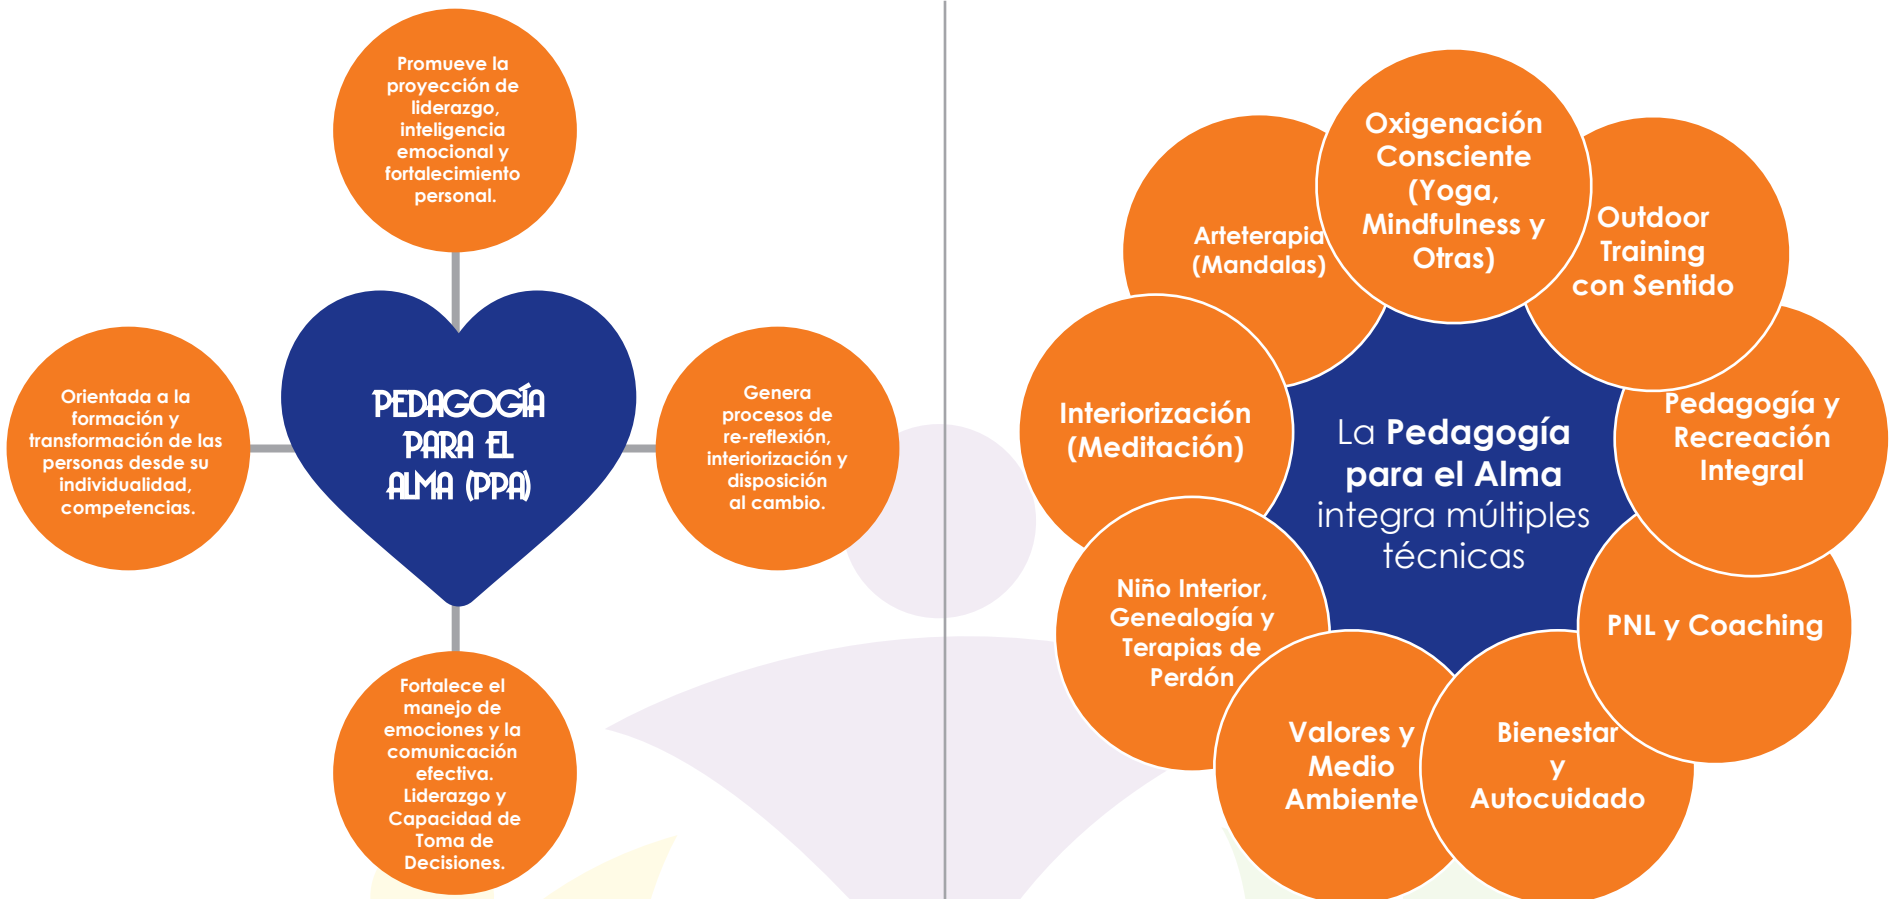 Promueve la
proyección de
liderazgo,
inteligencia
emocional y
fortalecimiento
personal.
Orientada a la
formación y
transformación de las
personas desde su
individualidad,
competencias.
PEDAGOGÍA
PARA EL
ALMA (PPA)
Genera
procesos de
re-reflexión,
interiorización y
disposición
al cambio.
Fortalece el
manejo de
emociones y la
comunicación
efectiva.
Liderazgo y
Capacidad de
Toma de
Decisiones.
Oxigenación
Consciente
(Yoga,
Mindfulness y
Otras)
Outdoor
Training
con Sentido
Pedagogía y
Recreación
Integral
PNL y Coaching
Bienestar
y
Autocuidado
Valores y
Medio
Ambiente
Niño Interior,
Genealogía y
Terapias de
Perdón
Interiorización
(Meditación)
Arteterapia
(Mandalas)
La Pedagogía
para el Alma
integra múltiples
técnicas